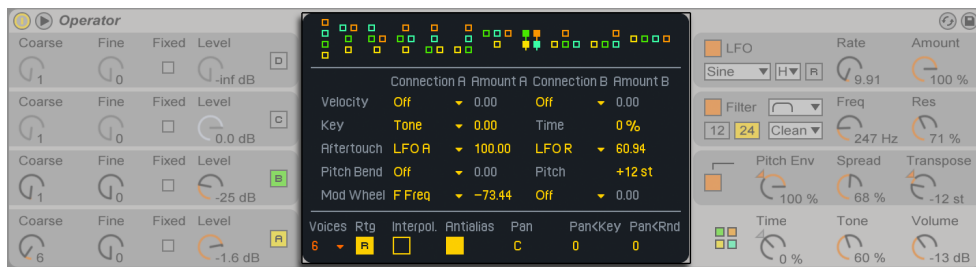 Operator
Coarse Fine Fixed Level
1 0 -inf dB D
Coarse Fine Fixed Level
1 0 0.0 dB C
Coarse Fine Fixed Level
1 0 -25 dB B
Coarse Fine Fixed Level
6 0 -1.6 dB A
Connection A Amount A Connection B Amount B
Velocity Off 0.00 Off 0.00
Key Tone 0.00 Time 0 %
Aftertouch LFO A 100.00 LFO R 60.94
Pitch Bend Off 0.00 Pitch +12 st
Mod Wheel F Freq -73.44 Off 0.00
Voices Rtg Interpol. Antialias Pan Pan<Key Pan<Rnd
6 R C 0 0
LFO Rate Amount
Sine H R 9.91 100 %
Filter Freq Res
12 24 Clean 247 Hz 71 %
Pitch Env Spread Transpose
100 % 68 % -12 st
Time Tone Volume
0 % 60 % -13 dB